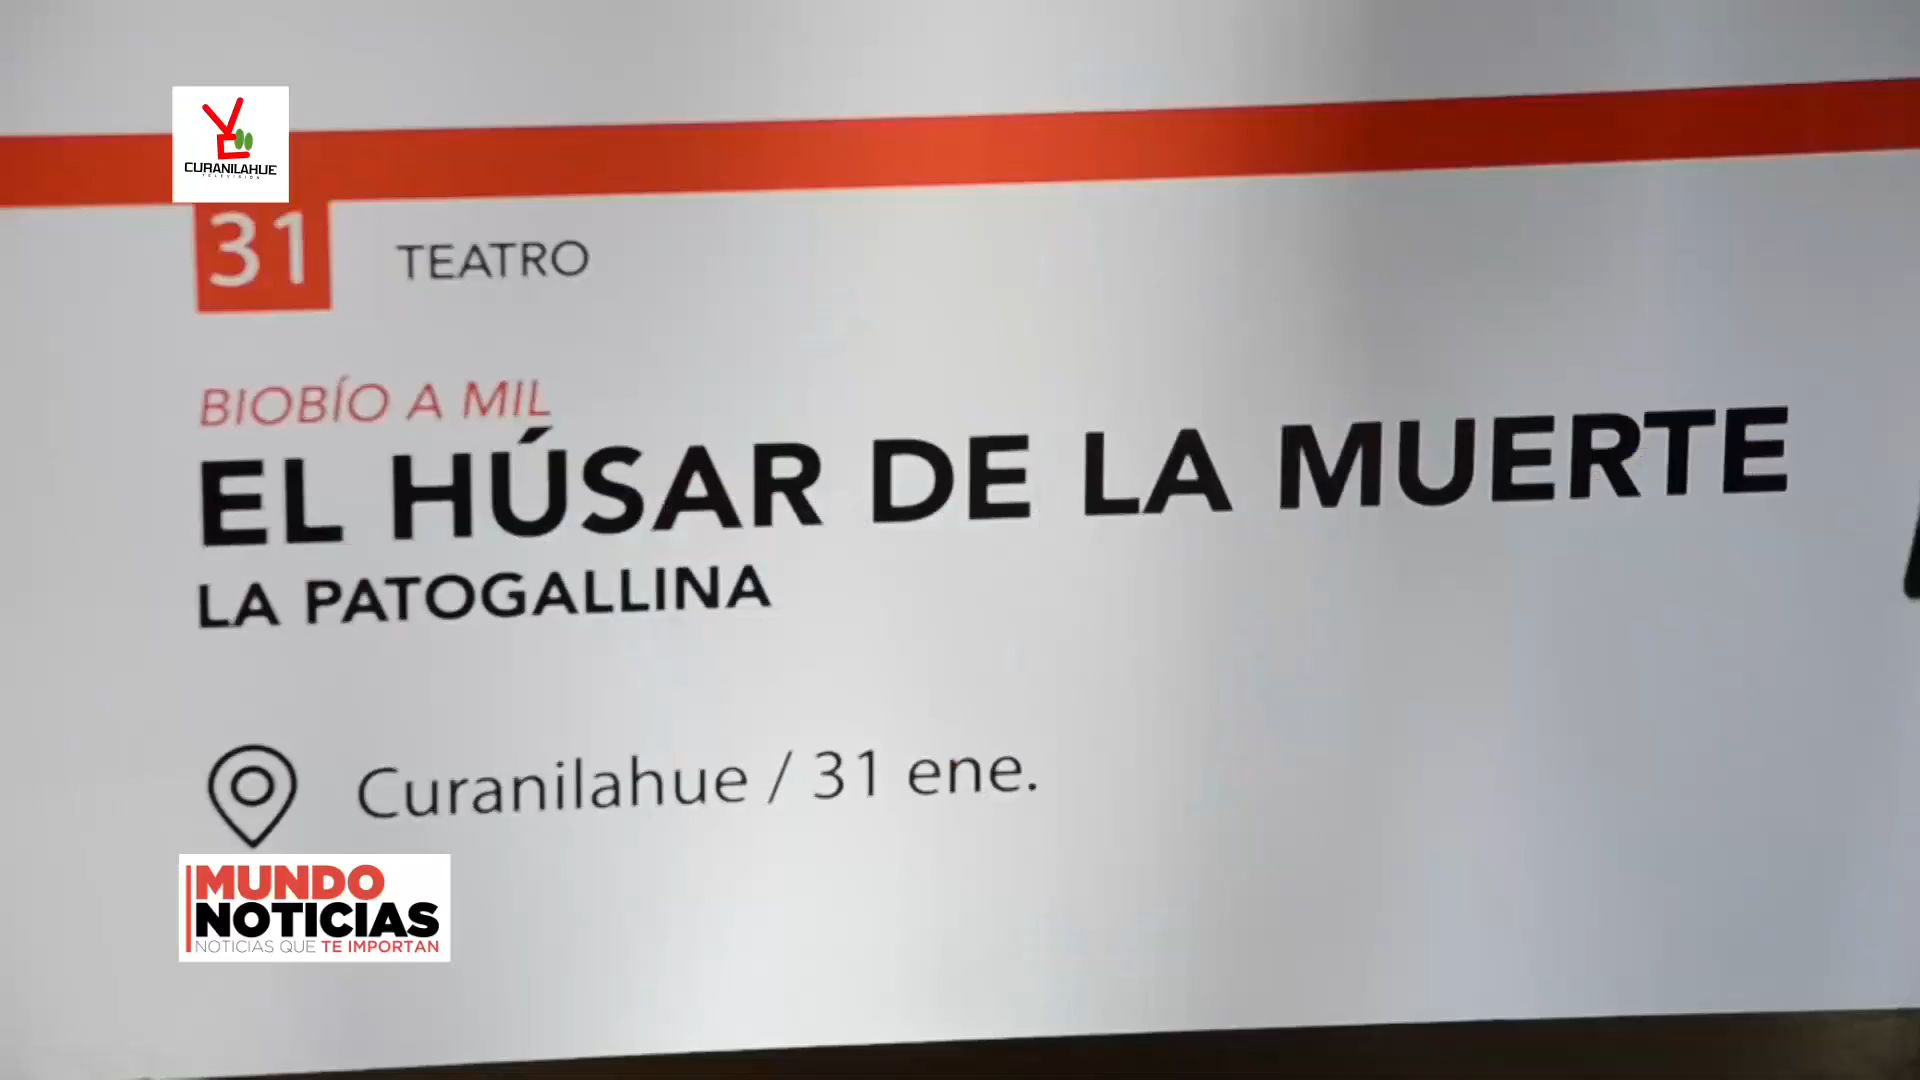 CURANILAHUE
TELEVISIÓN
31
TEATRO
BIOBÍO A MIL
EL HÚSAR DE LA MUERTE
LA PATOGALLINA
Curanilahue / 31 ene.
MUNDO
NOTICIAS
NOTICIAS QUE TE IMPORTAN